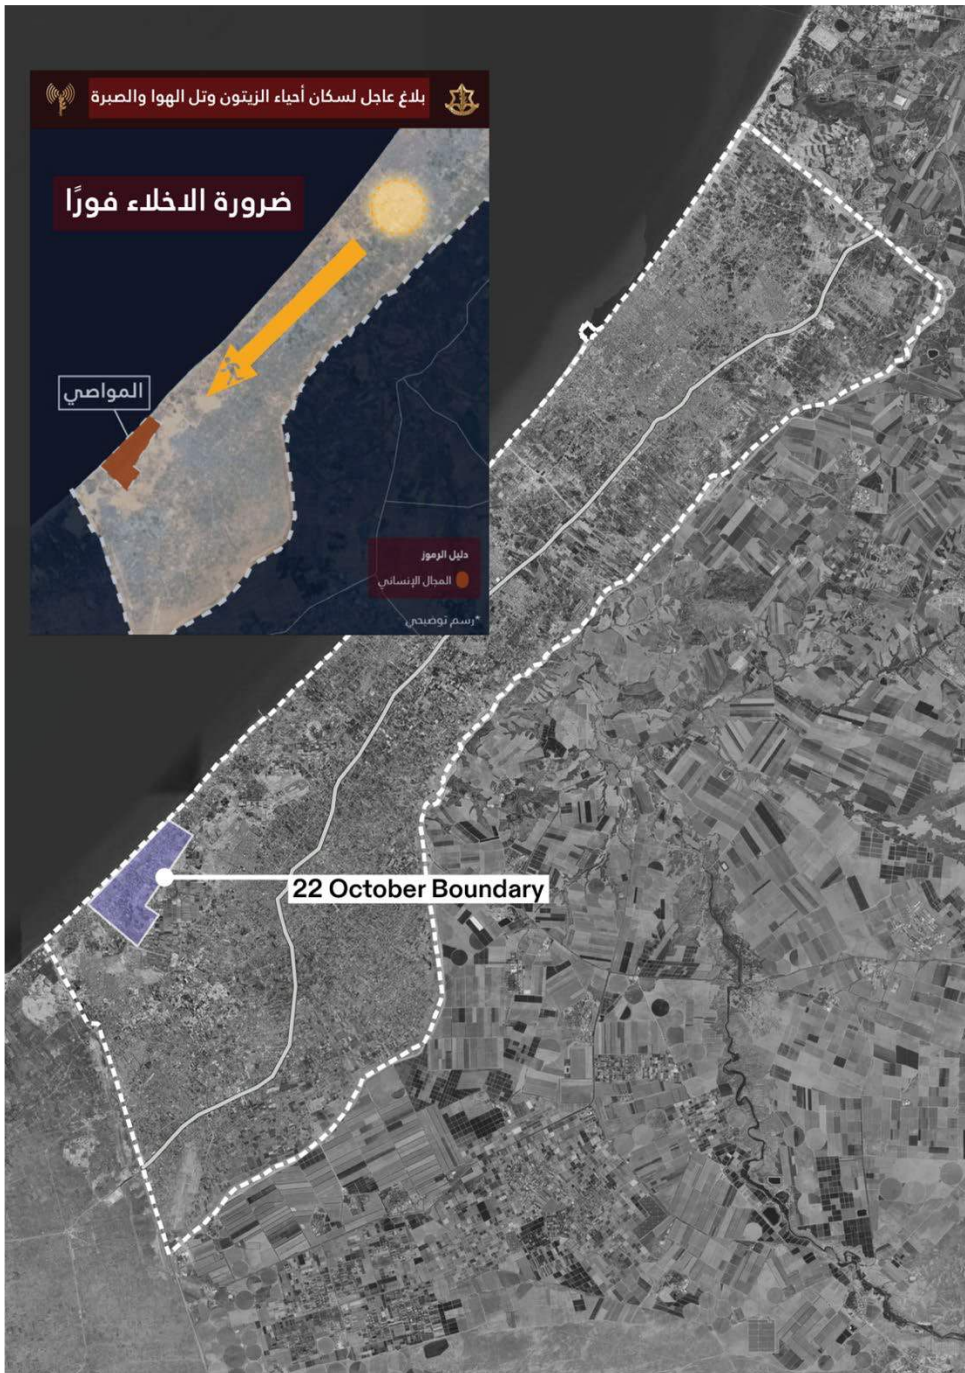 بلاغ عاجل لسكان أحياء الزيتون وتل الهوا والصبرة
ضرورة الاخلاء فورًا
المواصي
دليل الرموز
المجال الإنساني
*رسم توضيحي
22 October Boundary